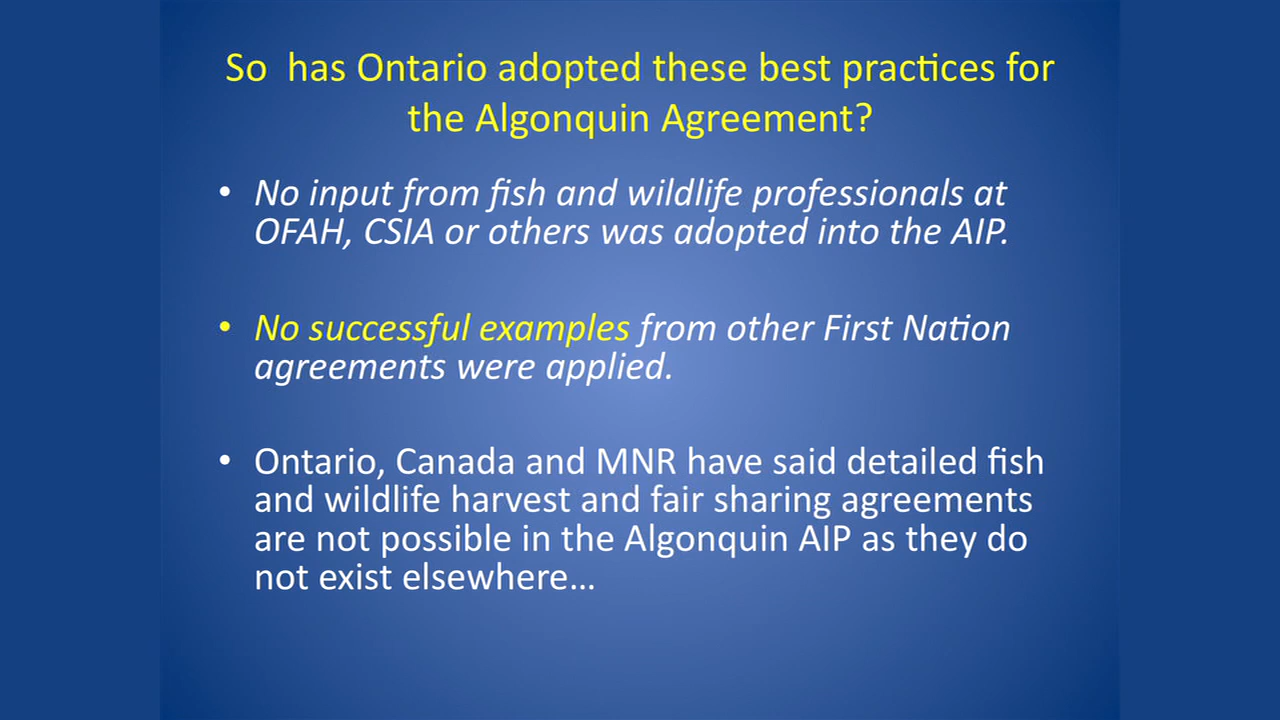 So  has Ontario adopted these best practices for
the Algonquin Agreement?
• No input from fish and wildlife professionals at
OFAH, CSIA or others was adopted into the AIP.
• No successful examples from other First Nation
agreements were applied.
• Ontario, Canada and MNR have said detailed fish
and wildlife harvest and fair sharing agreements
are not possible in the Algonquin AIP as they do
not exist elsewhere…